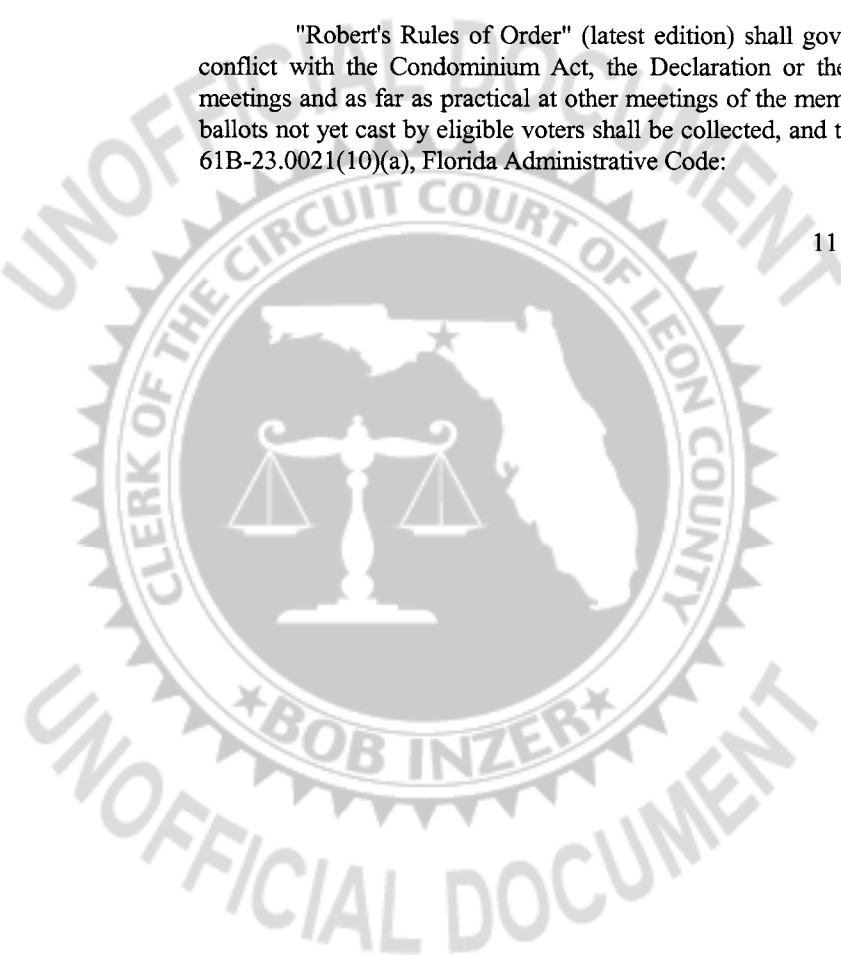 "Robert's Rules of Order" (latest edition) shall gov
conflict with the Condominium Act, the Declaration or the
meetings and as far as practical at other meetings of the mem
ballots not yet cast by eligible voters shall be collected, and t
61B-23.0021(10)(a), Florida Administrative Code:
11
UNOFFICIAL DOCUMENT
CLERK OF THE CIRCUIT COURT OF LEON COUNTY
★BOB INZER★
UNOFFICIAL DOCUMENT